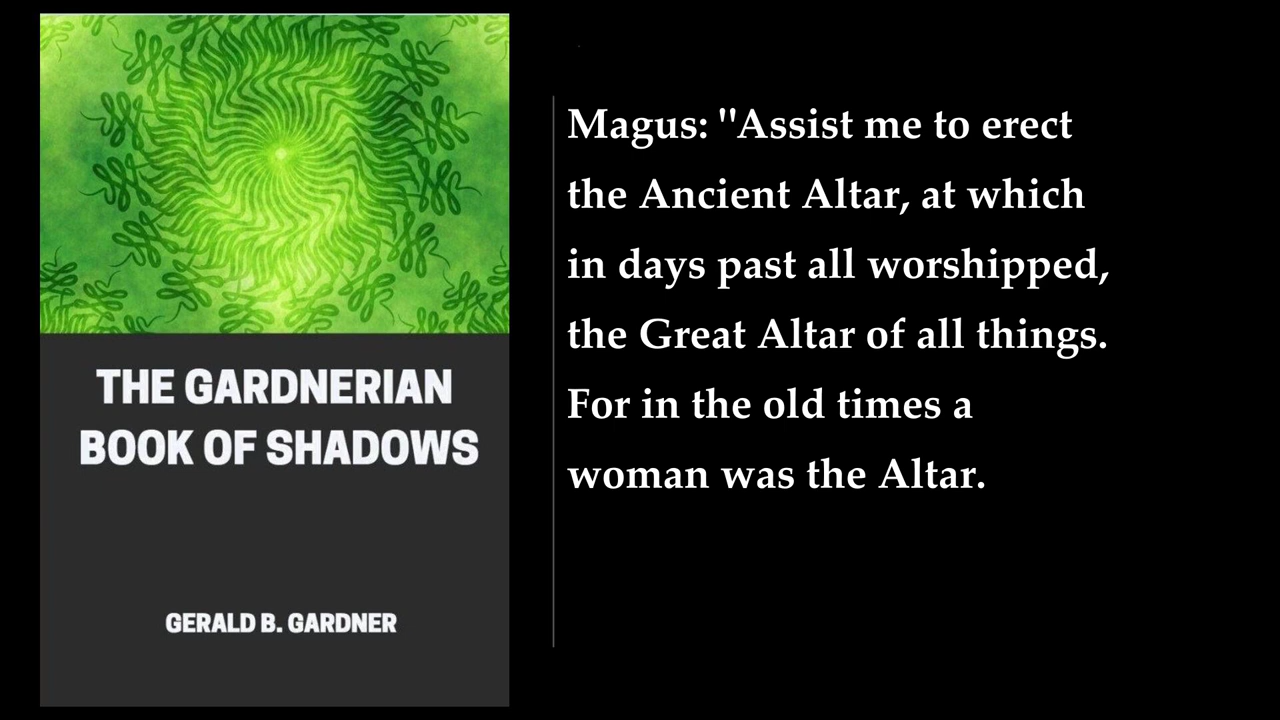 THE GARDNERIAN
BOOK OF SHADOWS
GERALD B. GARDNER
Magus: "Assist me to erect
the Ancient Altar, at which
in days past all worshipped,
the Great Altar of all things.
For in the old times a
woman was the Altar.